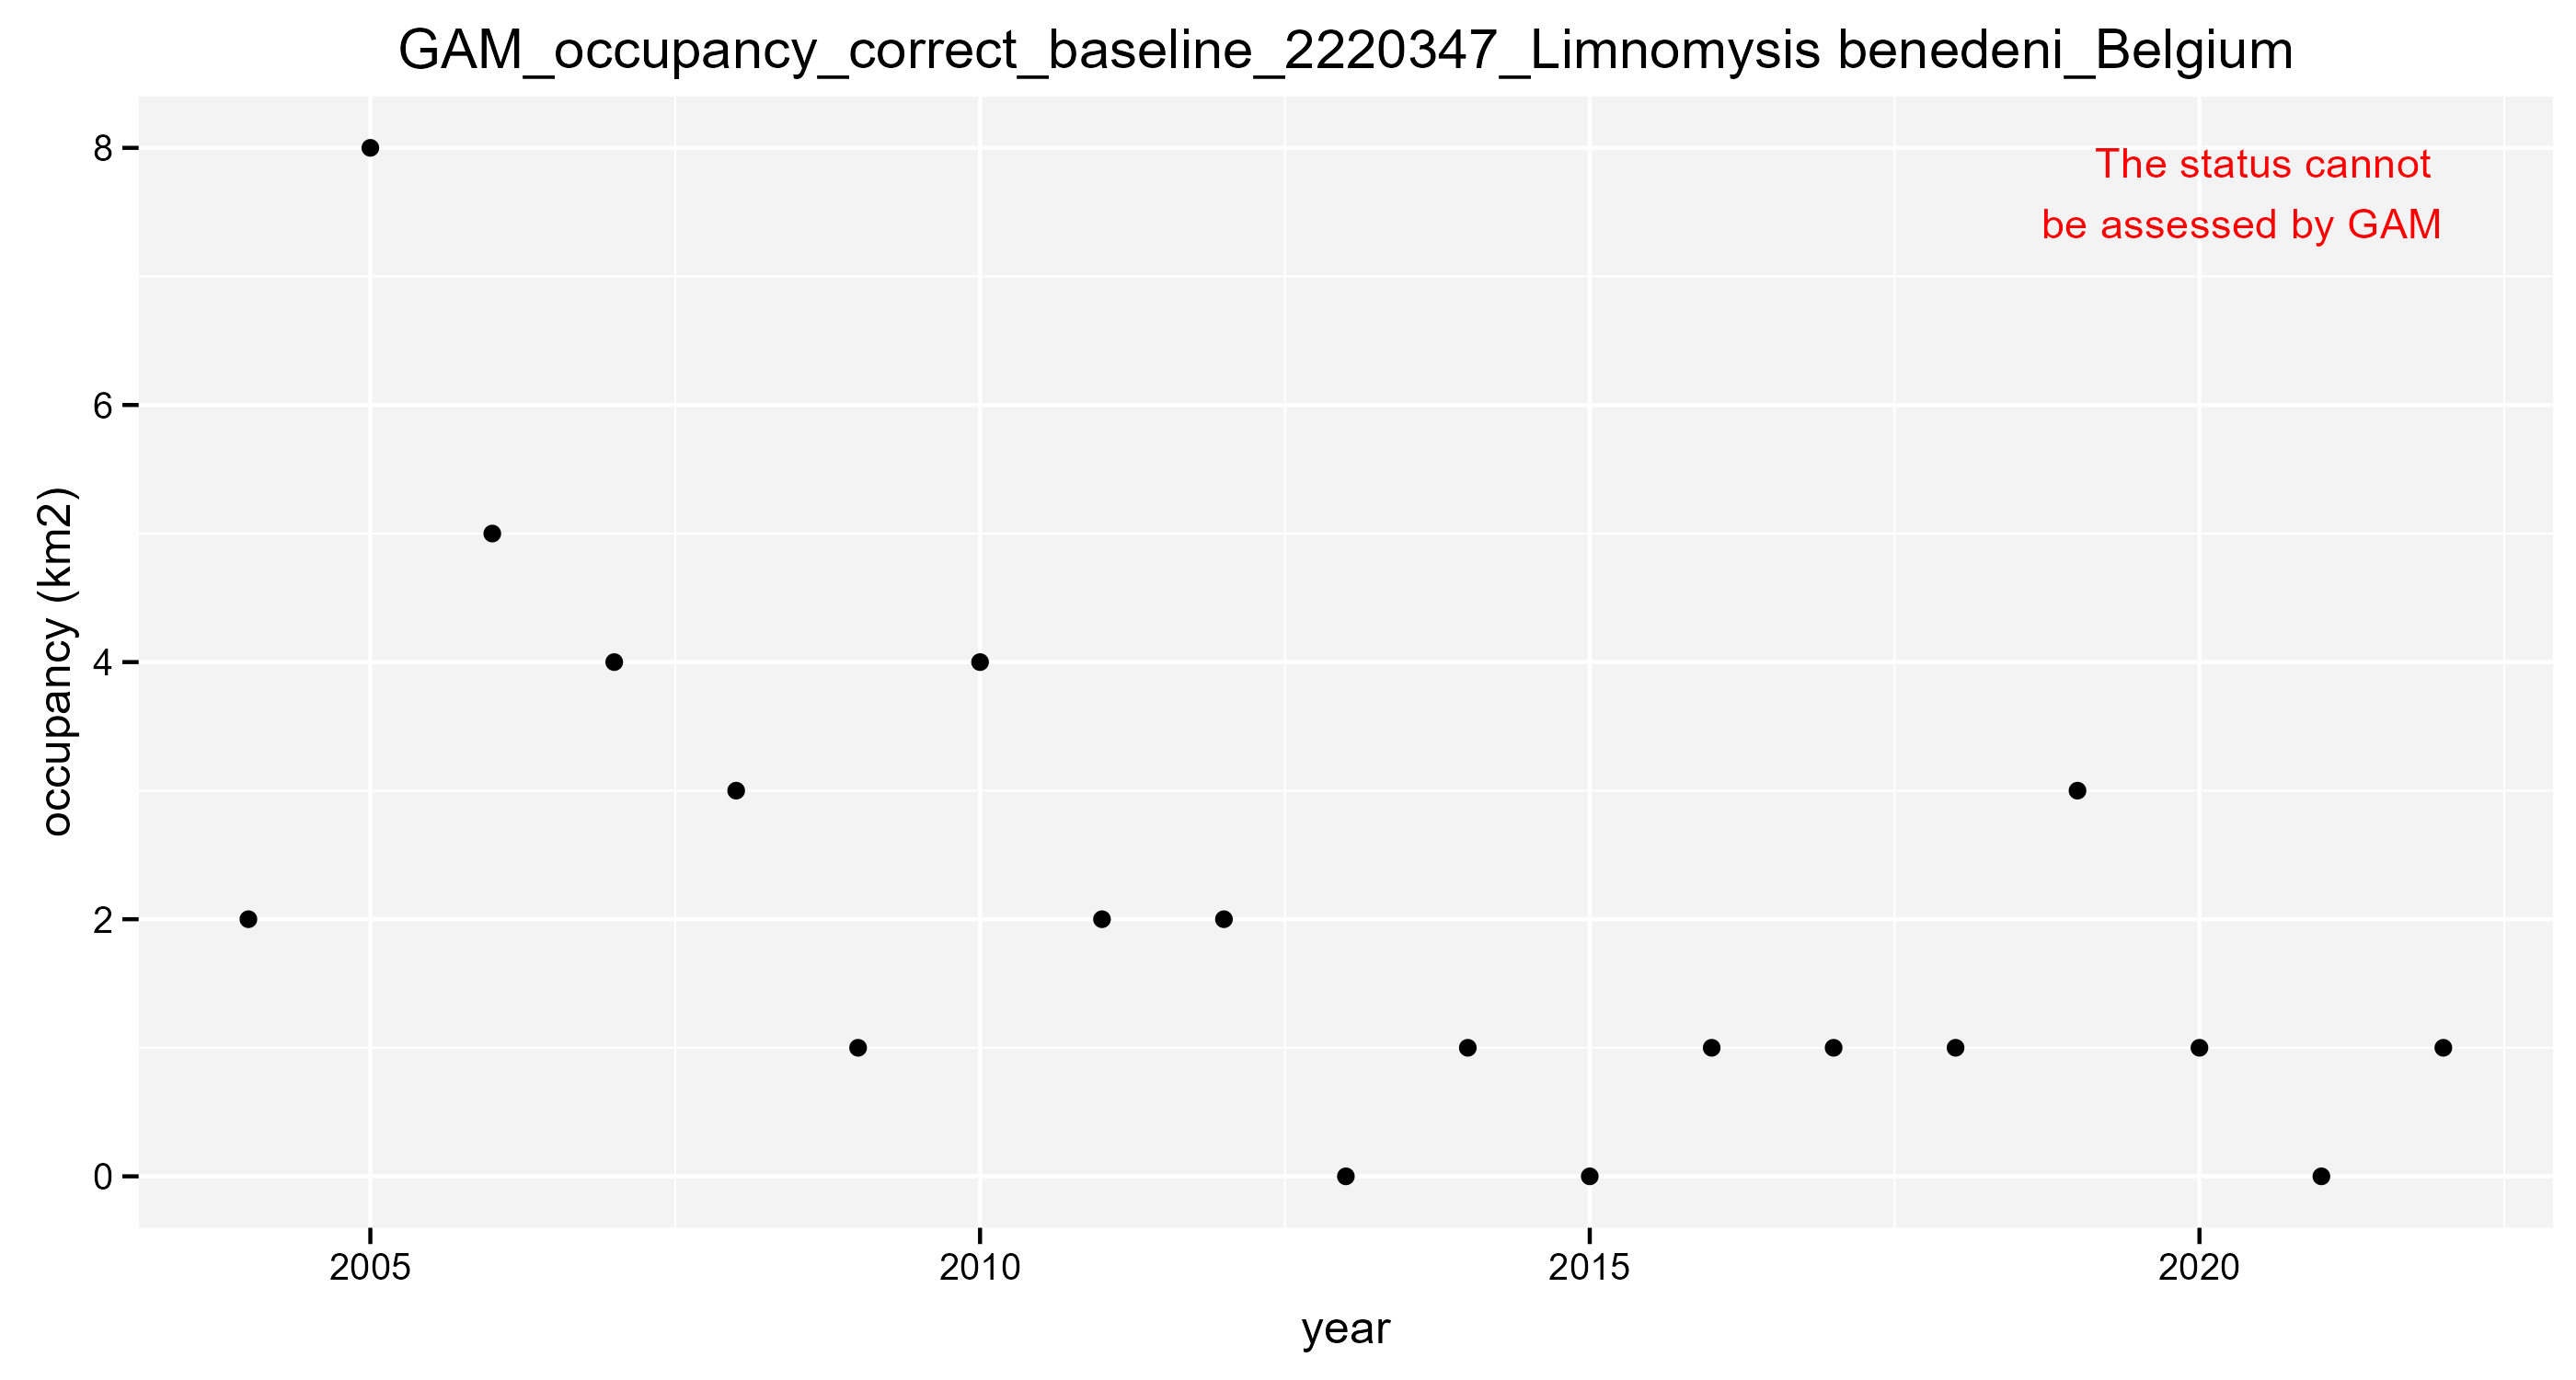 GAM_occupancy_correct_baseline_2220347_Limnomysis benedeni_Belgium
The status cannot
be assessed by GAM
occupancy (km2)
8
6
4
2
0
2005 2010 2015 2020
year